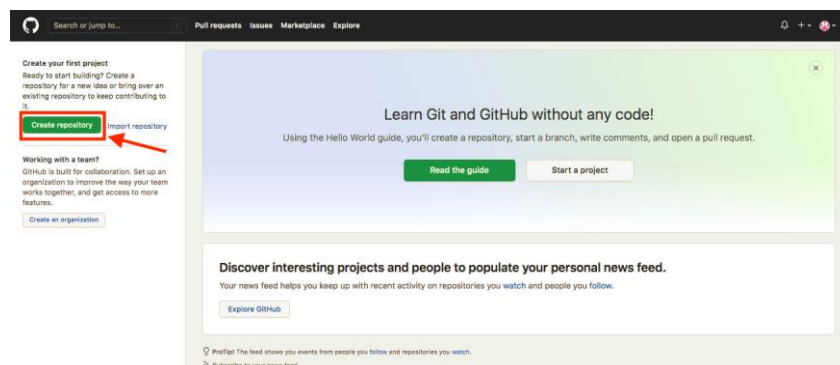 Search or jump to...
/
Pull requests Issues Marketplace Explore
Create your first project
Ready to start building? Create a
repository for a new idea or bring over an
existing repository to keep contributing to
it.
Create repository Import repository
Working with a team?
GitHub is built for collaboration. Set up an
organization to improve the way your team
works together, and get access to more
features.
Create an organization
Learn Git and GitHub without any code!
Using the Hello World guide, you'll create a repository, start a branch, write comments, and open a pull request.
Read the guide Start a project
Discover interesting projects and people to populate your personal news feed.
Your news feed helps you keep up with recent activity on repositories you watch and people you follow.
Explore GitHub
ProTip! The feed shows you events from people you follow and repositories you watch.
Subscribe to your news feed